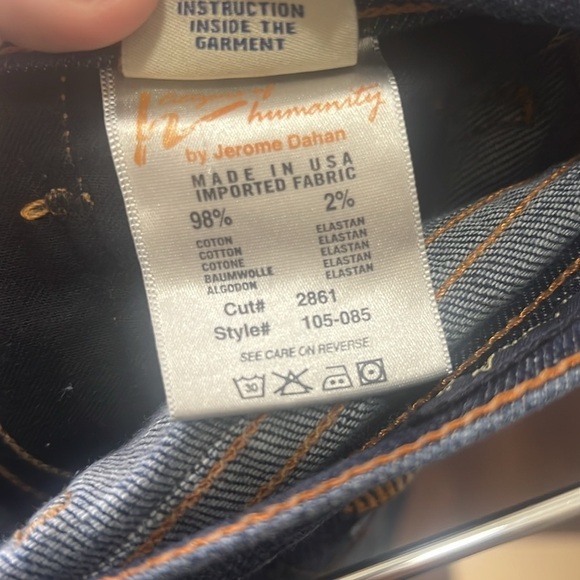 INSTRUCTION
INSIDE THE
GARMENT
humanity
by Jerome Dahan
MADE IN USA
IMPORTED FABRIC
98% 2%
COTON ELASTAN
COTTON ELASTAN
COTONE ELASTAN
BAUMWOLLE ELASTAN
ALGODON ELASTAN
Cut# 2861
Style# 105-085
SEE CARE ON REVERSE
30